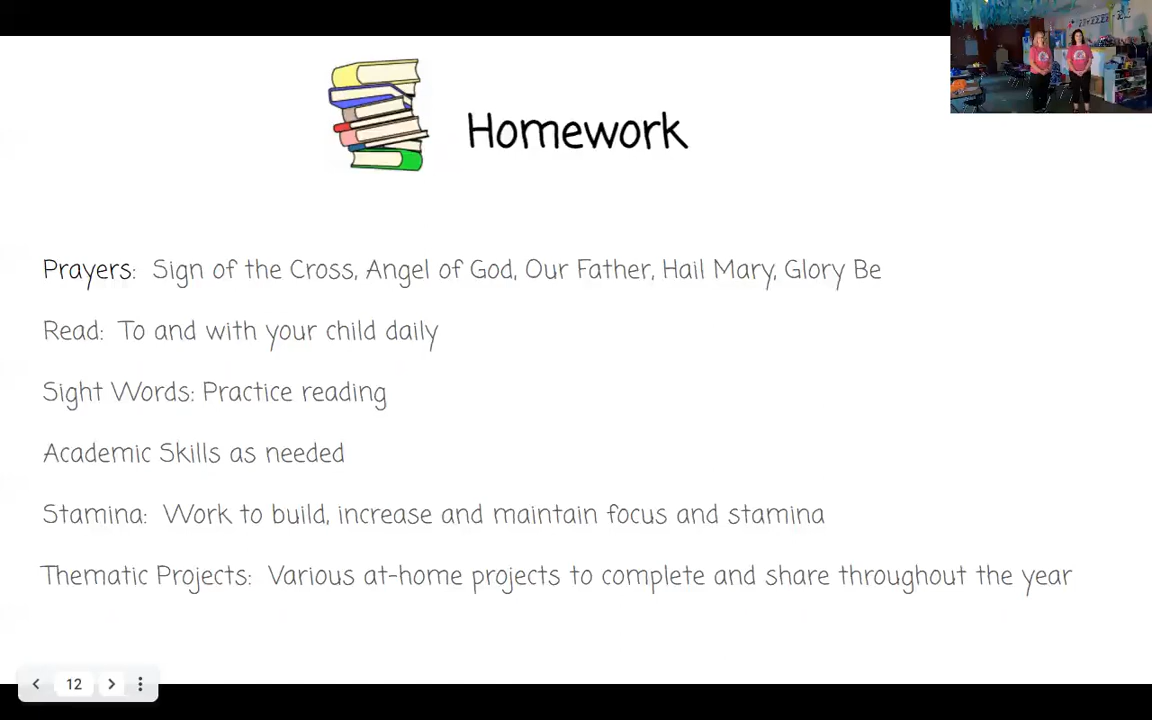 Homework
Prayers: Sign of the Cross, Angel of God, Our Father, Hail Mary, Glory Be
Read: To and with your child daily
Sight Words: Practice reading
Academic Skills as needed
Stamina: Work to build, increase and maintain focus and stamina
Thematic Projects: Various at-home projects to complete and share throughout the year
12